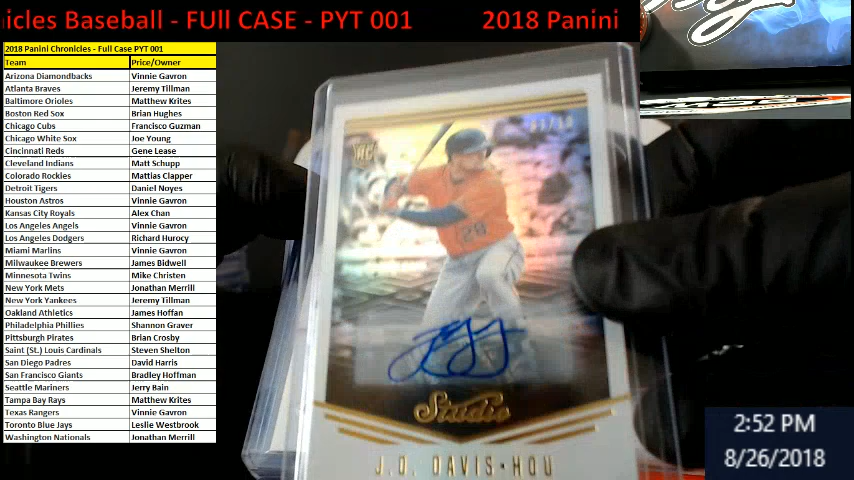 icles Baseball - FUll CASE - PYT 001 2018 Panini
2018 Panini Chronicles - Full Case PYT 001
Team Price/Owner
Arizona Diamondbacks Vinnie Gavron
Atlanta Braves Jeremy Tillman
Baltimore Orioles Matthew Krites
Boston Red Sox Brian Hughes
Chicago Cubs Francisco Guzman
Chicago White Sox Joe Young
Cincinnati Reds Gene Lease
Cleveland Indians Matt Schupp
Colorado Rockies Mattias Clapper
Detroit Tigers Daniel Noyes
Houston Astros Vinnie Gavron
Kansas City Royals Alex Chan
Los Angeles Angels Vinnie Gavron
Los Angeles Dodgers Richard Hurocy
Miami Marlins Vinnie Gavron
Milwaukee Brewers James Bidwell
Minnesota Twins Mike Christen
New York Mets Jonathan Merrill
New York Yankees Jeremy Tillman
Oakland Athletics James Hoffan
Philadelphia Phillies Shannon Graver
Pittsburgh Pirates Brian Crosby
Saint (St.) Louis Cardinals Steven Shelton
San Diego Padres David Harris
San Francisco Giants Bradley Hoffman
Seattle Mariners Jerry Bain
Tampa Bay Rays Matthew Krites
Texas Rangers Vinnie Gavron
Toronto Blue Jays Leslie Westbrook
Washington Nationals Jonathan Merrill
RC
28
Studio
J.D. DAVIS • HOU
2:52 PM
8/26/2018